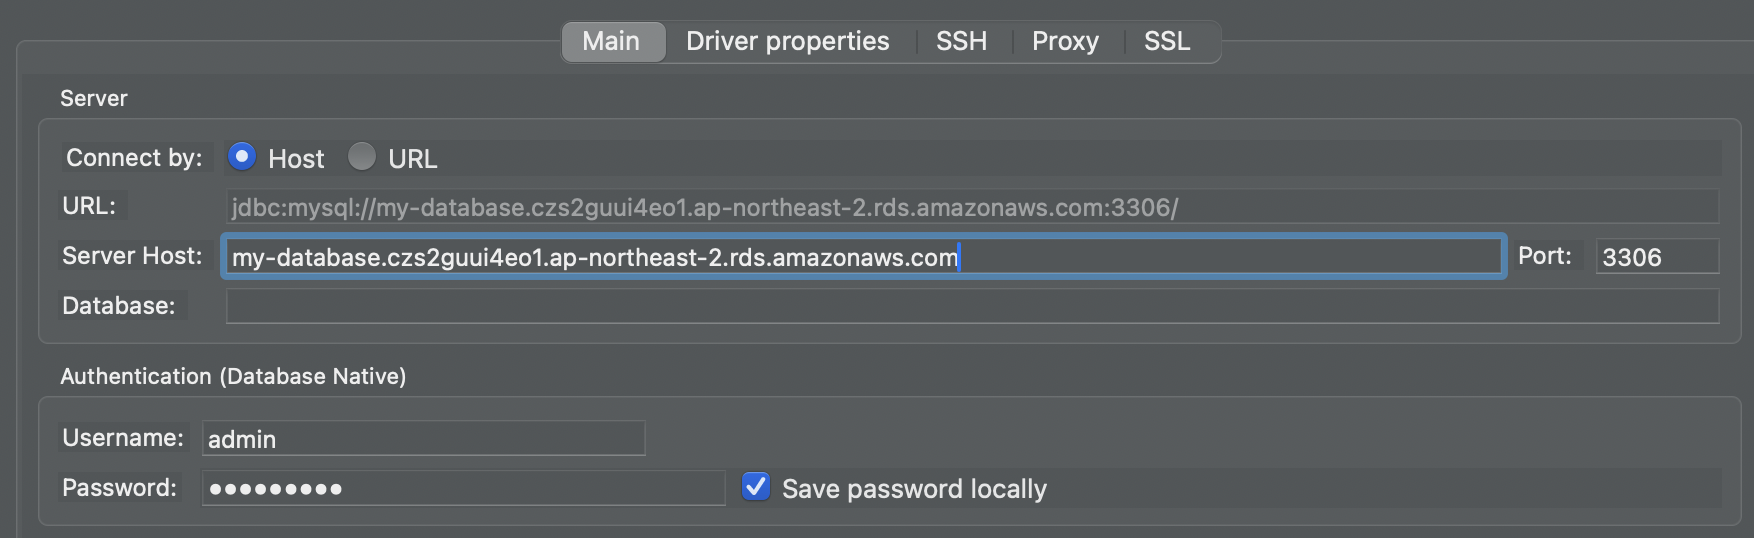 Main Driver properties SSH Proxy SSL
Server
Connect by: Host URL
URL: jdbc:mysql://my-database.czs2guui4eo1.ap-northeast-2.rds.amazonaws.com:3306/
Server Host: my-database.czs2guui4eo1.ap-northeast-2.rds.amazonaws.com Port: 3306
Database:
Authentication (Database Native)
Username: admin
Password: ●●●●●●●●● Save password locally